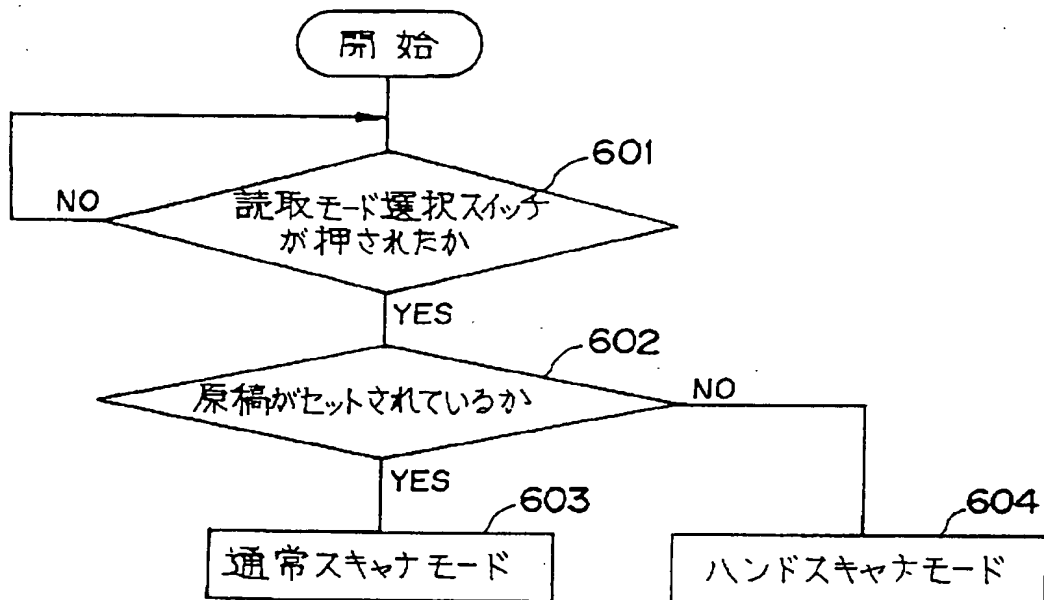 開始
601
NO
読取モード選択スイッチ
が押されたか
YES
602
原稿がセットされているか
NO
YES
603
604
通常スキャナモード
ハンドスキャナモード